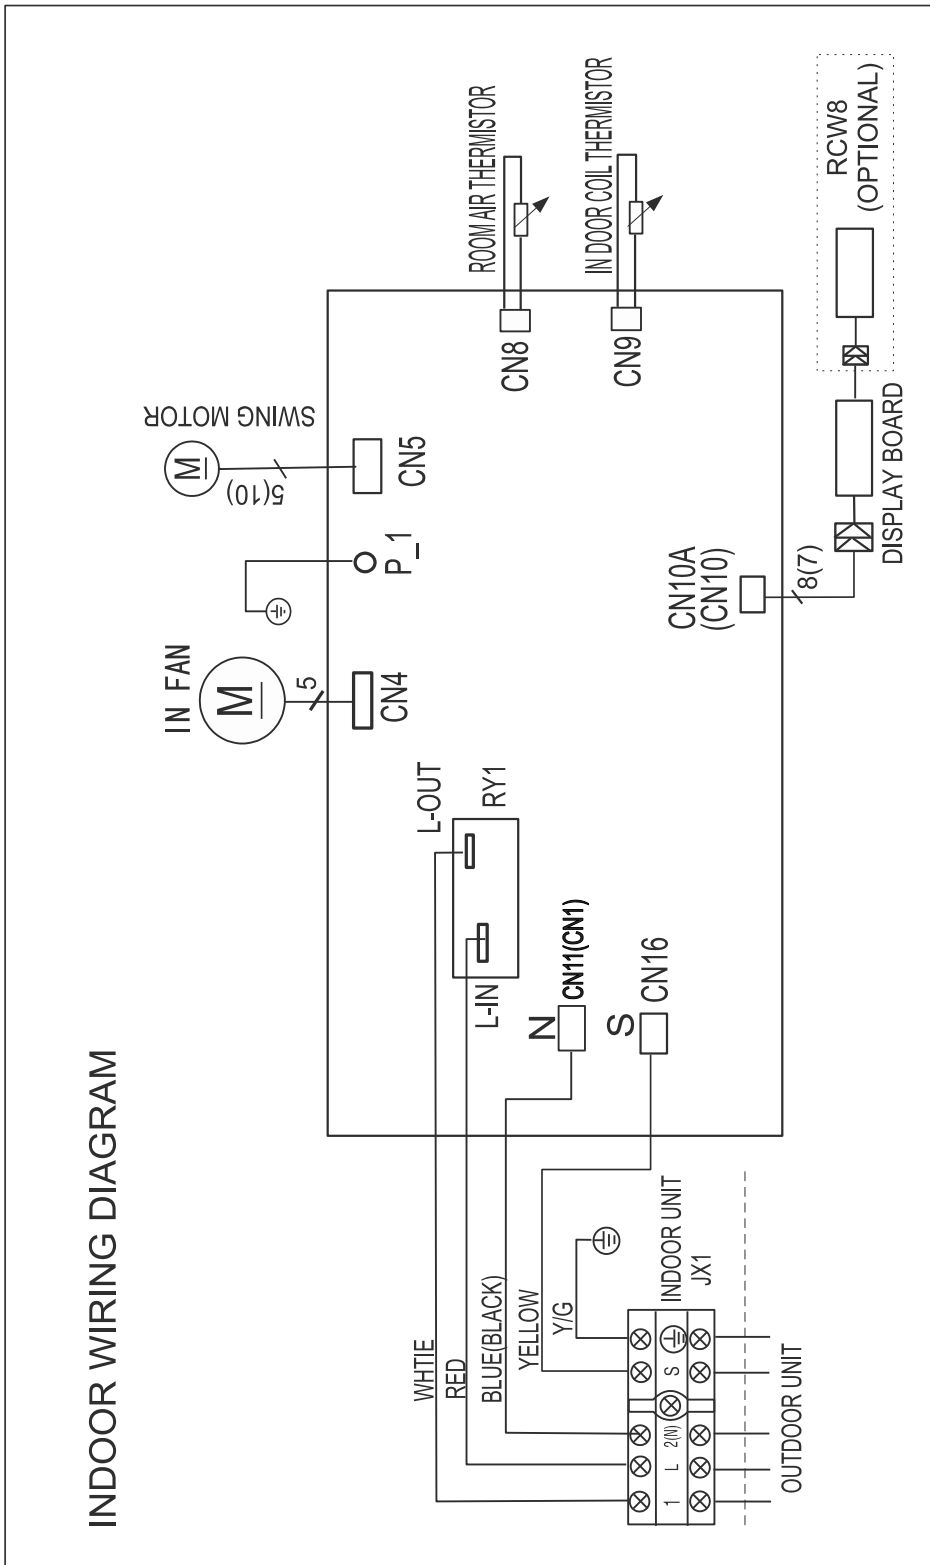 INDOOR WIRING DIAGRAM
IN FAN
M
5
CN4
SWING MOTOR
M
5(10)
CN5
P_1
ROOM AIR THERMISTOR
CN8
IN DOOR COIL THERMISTOR
CN9
RCW8
(OPTIONAL)
DISPLAY BOARD
8(7)
CN10A
(CN10)
L-OUT
RY1
L-IN
N
CN11(CN1)
S
CN16
WHTIE
RED
BLUE(BLACK)
YELLOW
Y/G
INDOOR UNIT
JX1
1
L
2(N)
S
OUTDOOR UNIT